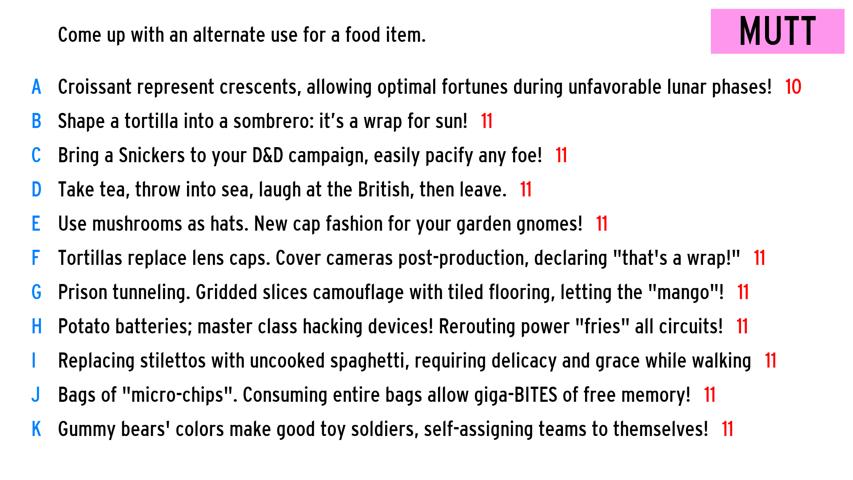 Come up with an alternate use for a food item.
MUTT
A Croissant represent crescents, allowing optimal fortunes during unfavorable lunar phases! 10
B Shape a tortilla into a sombrero: it's a wrap for sun! 11
C Bring a Snickers to your D&D campaign, easily pacify any foe! 11
D Take tea, throw into sea, laugh at the British, then leave. 11
E Use mushrooms as hats. New cap fashion for your garden gnomes! 11
F Tortillas replace lens caps. Cover cameras post-production, declaring "that's a wrap!" 11
G Prison tunneling. Gridded slices camouflage with tiled flooring, letting the "mango"! 11
H Potato batteries; master class hacking devices! Rerouting power "fries" all circuits! 11
I Replacing stilettos with uncooked spaghetti, requiring delicacy and grace while walking 11
J Bags of "micro-chips". Consuming entire bags allow giga-BITES of free memory! 11
K Gummy bears' colors make good toy soldiers, self-assigning teams to themselves! 11